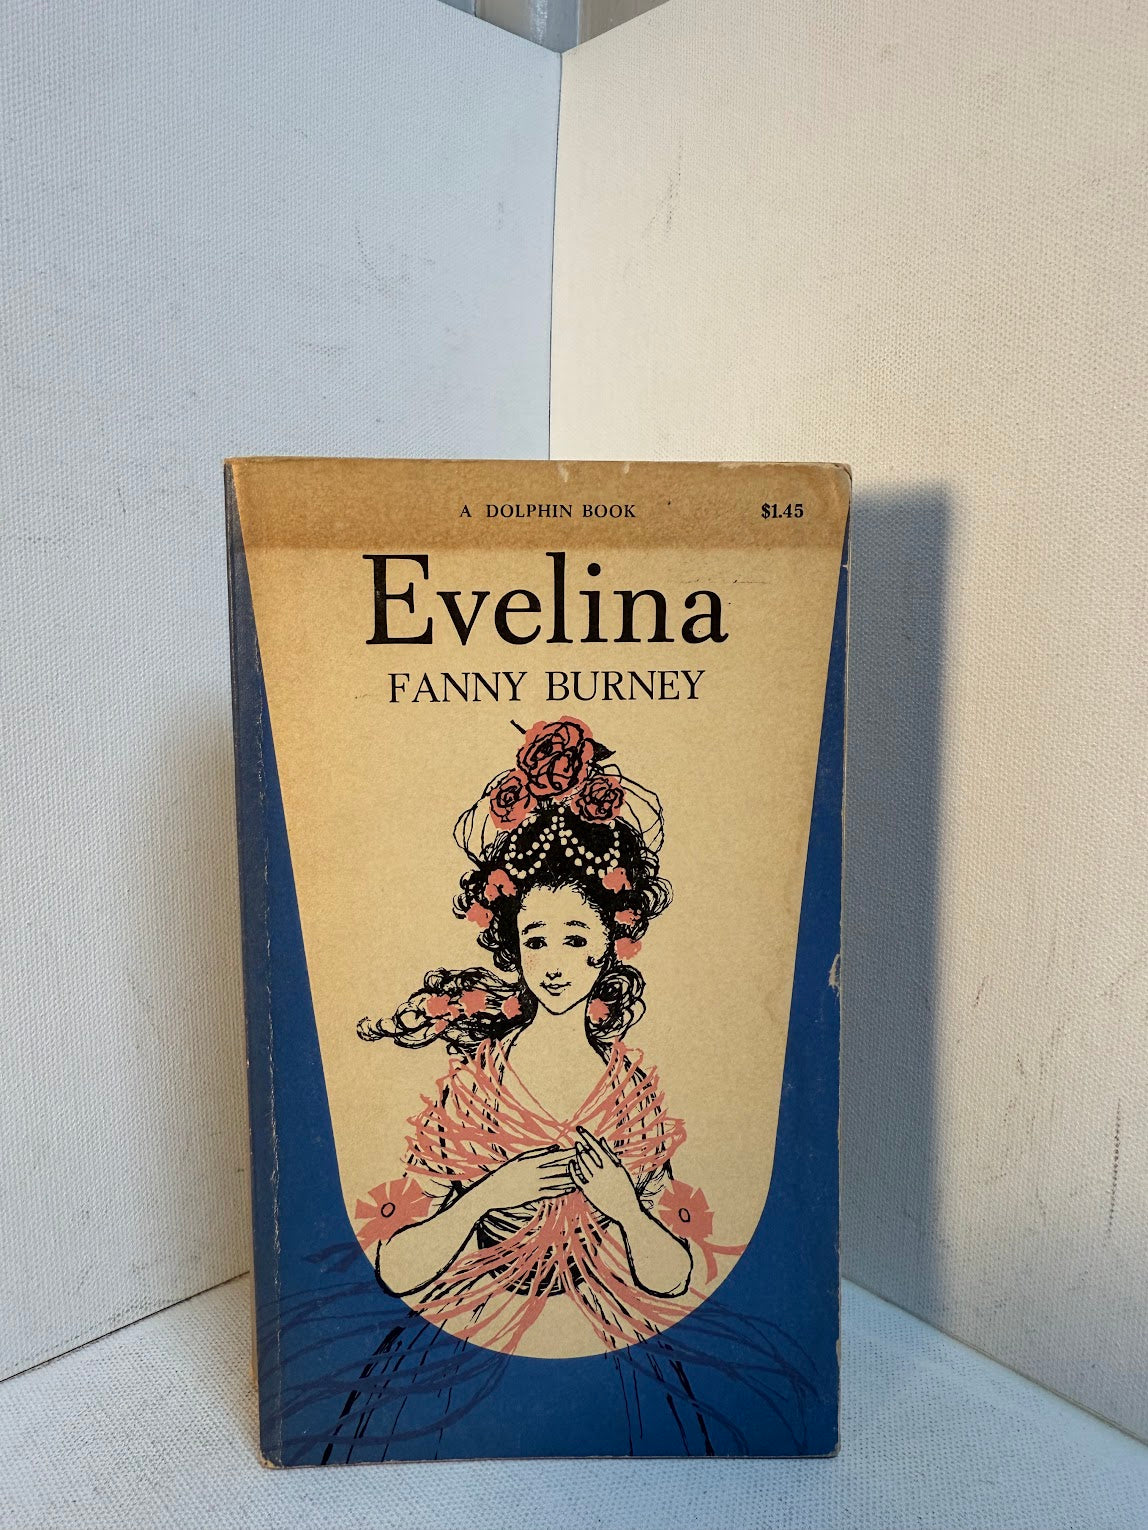 A DOLPHIN BOOK $1.45
Evelina
FANNY BURNEY